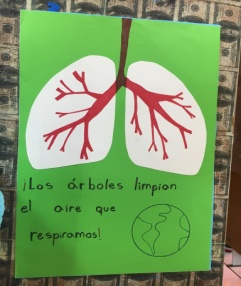 ¡Los árboles limpian
el aire que
respiramos!